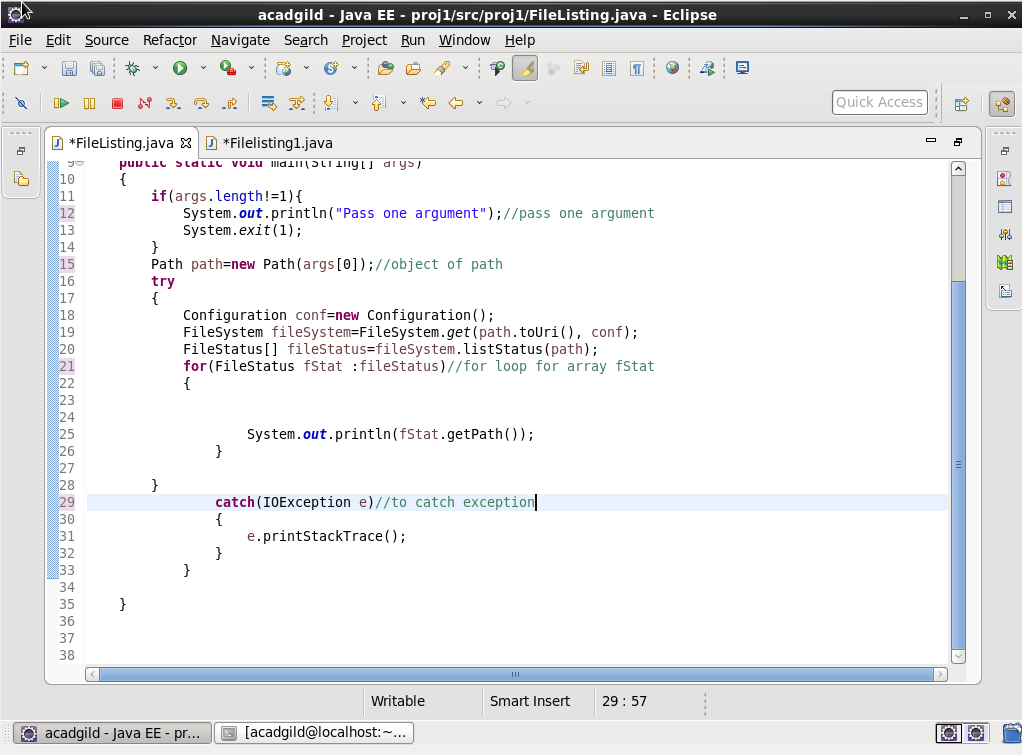 acadgild - Java EE - proj1/src/proj1/FileListing.java - Eclipse
File Edit Source Refactor Navigate Search Project Run Window Help
Quick Access
*FileListing.java *Filelisting1.java
9 public static void main(String[] args)
10 {
11 if(args.length!=1){
12 System.out.println("Pass one argument");//pass one argument
13 System.exit(1);
14 }
15 Path path=new Path(args[0]);//object of path
16 try
17 {
18 Configuration conf=new Configuration();
19 FileSystem fileSystem=FileSystem.get(path.toUri(), conf);
20 FileStatus[] fileStatus=fileSystem.listStatus(path);
21 for(FileStatus fStat :fileStatus)//for loop for array fStat
22 {
23
24
25 System.out.println(fStat.getPath());
26 }
27
28 }
29 catch(IOException e)//to catch exception
30 {
31 e.printStackTrace();
32 }
33 }
34
35 }
36
37
38
Writable Smart Insert 29 : 57
acadgild - Java EE - pr... [acadgild@localhost:~...